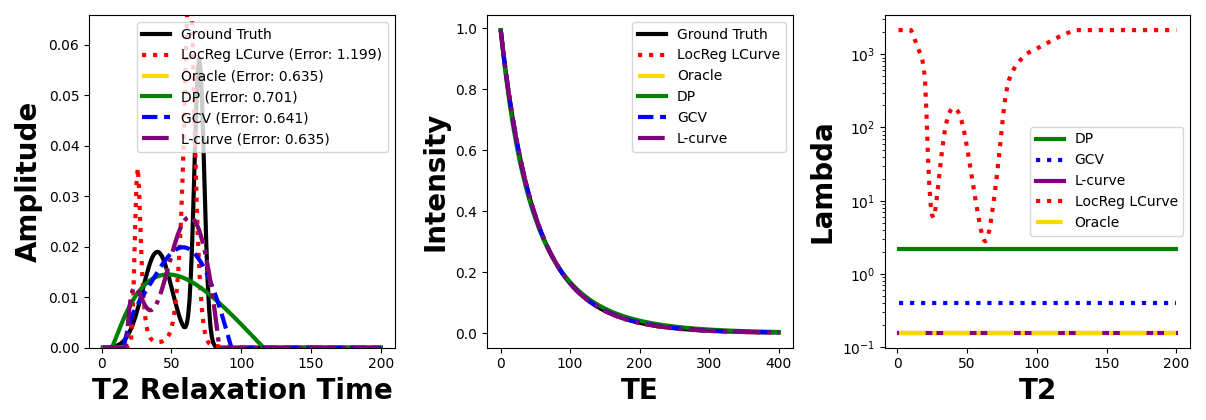 Amplitude
0.06
0.05
0.04
0.03
0.02
0.01
0.00
0 50 100 150 200
T2 Relaxation Time
Ground Truth
LocReg LCurve (Error: 1.199)
Oracle (Error: 0.635)
DP (Error: 0.701)
GCV (Error: 0.641)
L-curve (Error: 0.635)
Intensity
1.0
0.8
0.6
0.4
0.2
0.0
0 100 200 300 400
TE
Ground Truth
LocReg LCurve
Oracle
DP
GCV
L-curve
Lambda
10³
10²
10¹
10⁰
10⁻¹
0 50 100 150 200
T2
DP
GCV
L-curve
LocReg LCurve
Oracle